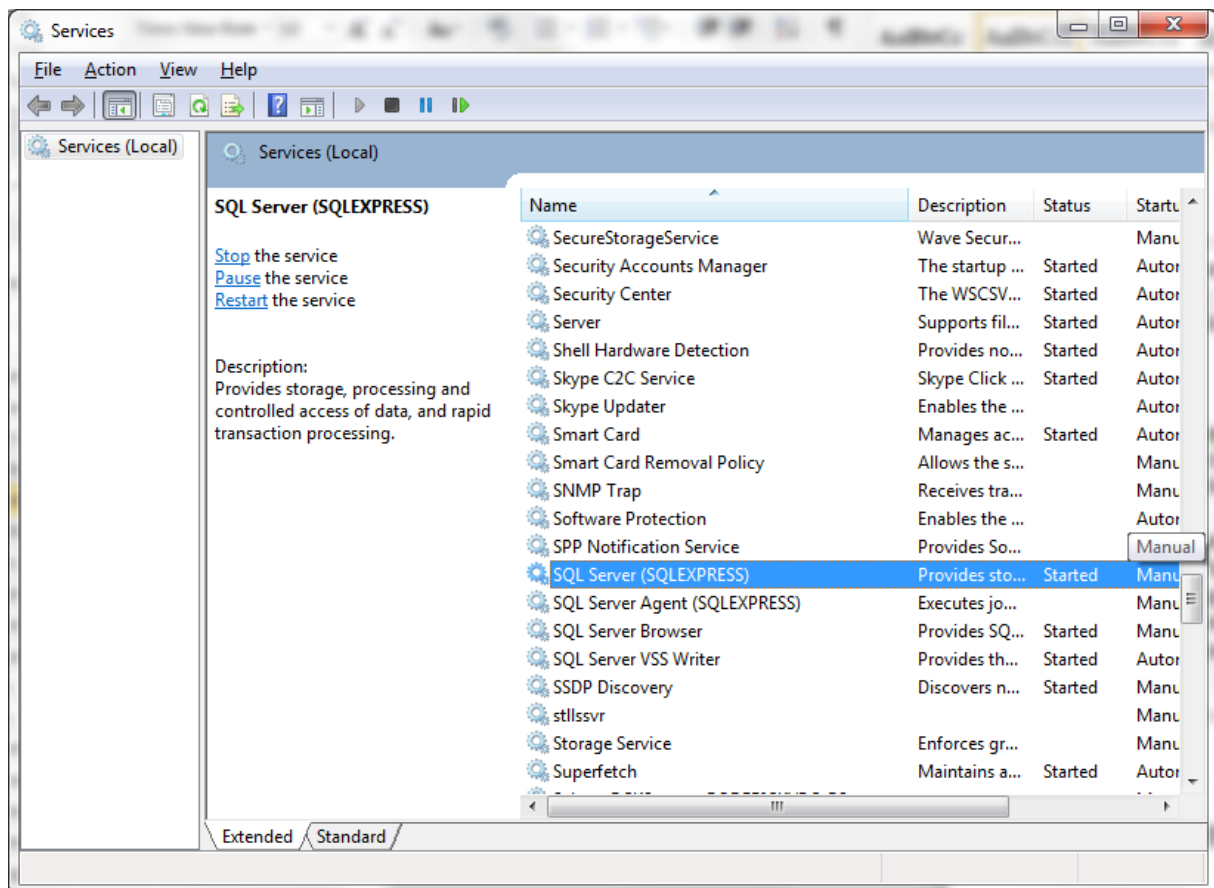 Services
File Action View Help
Services (Local)
Services (Local)
SQL Server (SQLEXPRESS)
Stop the service
Pause the service
Restart the service
Description:
Provides storage, processing and
controlled access of data, and rapid
transaction processing.
Name Description Status Startu
SecureStorageService Wave Secur... Manu
Security Accounts Manager The startup ... Started Autor
Security Center The WSCSV... Started Autor
Server Supports fil... Started Autor
Shell Hardware Detection Provides no... Started Autor
Skype C2C Service Skype Click ... Started Autor
Skype Updater Enables the ... Autor
Smart Card Manages ac... Started Autor
Smart Card Removal Policy Allows the s... Manu
SNMP Trap Receives tra... Manu
Software Protection Enables the ... Autor
SPP Notification Service Provides So... Manual
SQL Server (SQLEXPRESS) Provides sto... Started Manu
SQL Server Agent (SQLEXPRESS) Executes jo... Manu
SQL Server Browser Provides SQ... Started Manu
SQL Server VSS Writer Provides th... Started Autor
SSDP Discovery Discovers n... Started Manu
stllssvr Manu
Storage Service Enforces gr... Manu
Superfetch Maintains a... Started Autor
Extended Standard